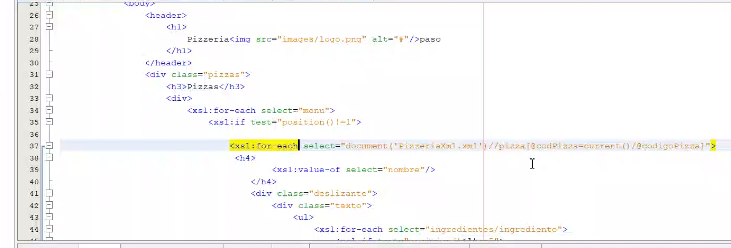 25 <body>
26 <header>
27 <h1>
28 Pizzeria<img src="images/logo.png" alt="#"/>paso
29 </h1>
30 </header>
31 <div class="pizzas">
32 <h3>Pizzas</h3>
33 <div>
34 <xsl:for-each select="menu">
35 <xsl:if test="position()!=1">
36
37 <xsl:for-each select="document('PizzeriaXml.xml')//pizza[@codPizza=current()/@codigoPizza]">
38 <h4>
39 <xsl:value-of select="nombre"/>
40 </h4>
41 <div class="deslizante">
42 <div class="texto">
43 <ul>
44 <xsl:for-each select="ingredientes/ingrediente">